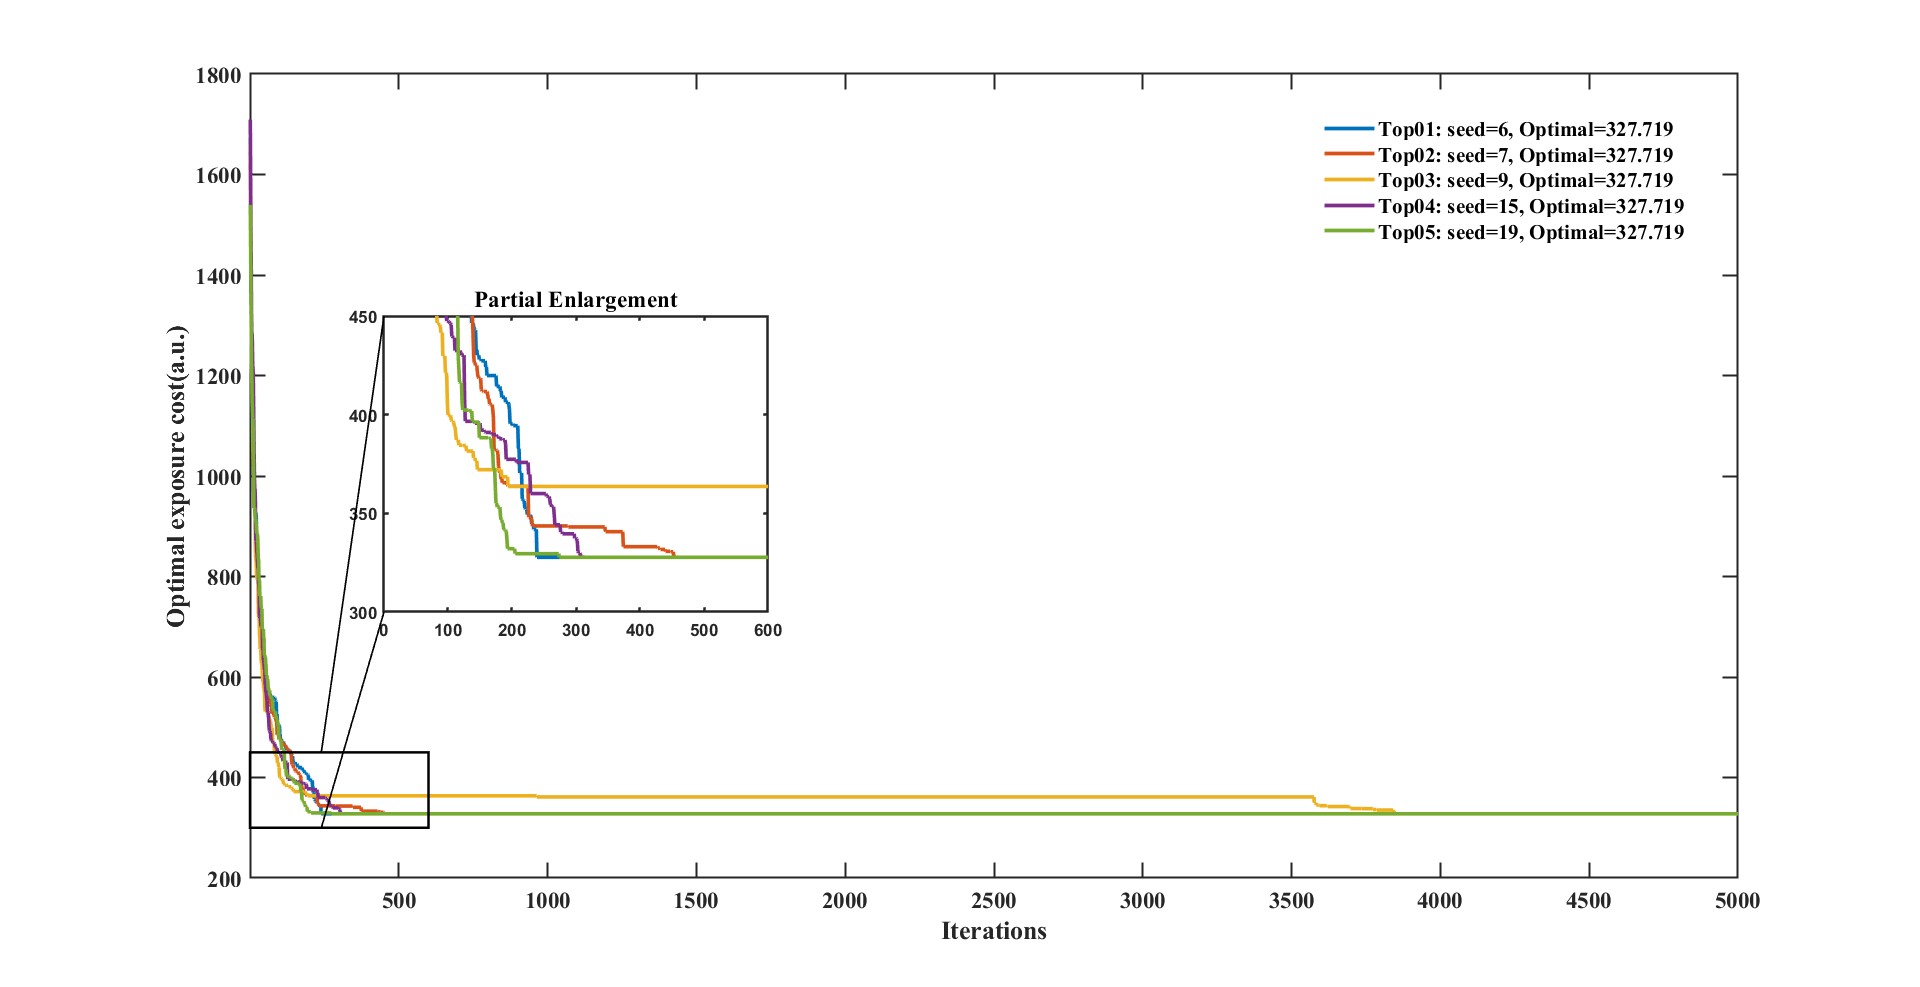 1800
1600
1400
1200
1000
800
600
400
200
Optimal exposure cost(a.u.)
Top01: seed=6, Optimal=327.719
Top02: seed=7, Optimal=327.719
Top03: seed=9, Optimal=327.719
Top04: seed=15, Optimal=327.719
Top05: seed=19, Optimal=327.719
Partial Enlargement
450
400
350
300
0 100 200 300 400 500 600
500 1000 1500 2000 2500 3000 3500 4000 4500 5000
Iterations